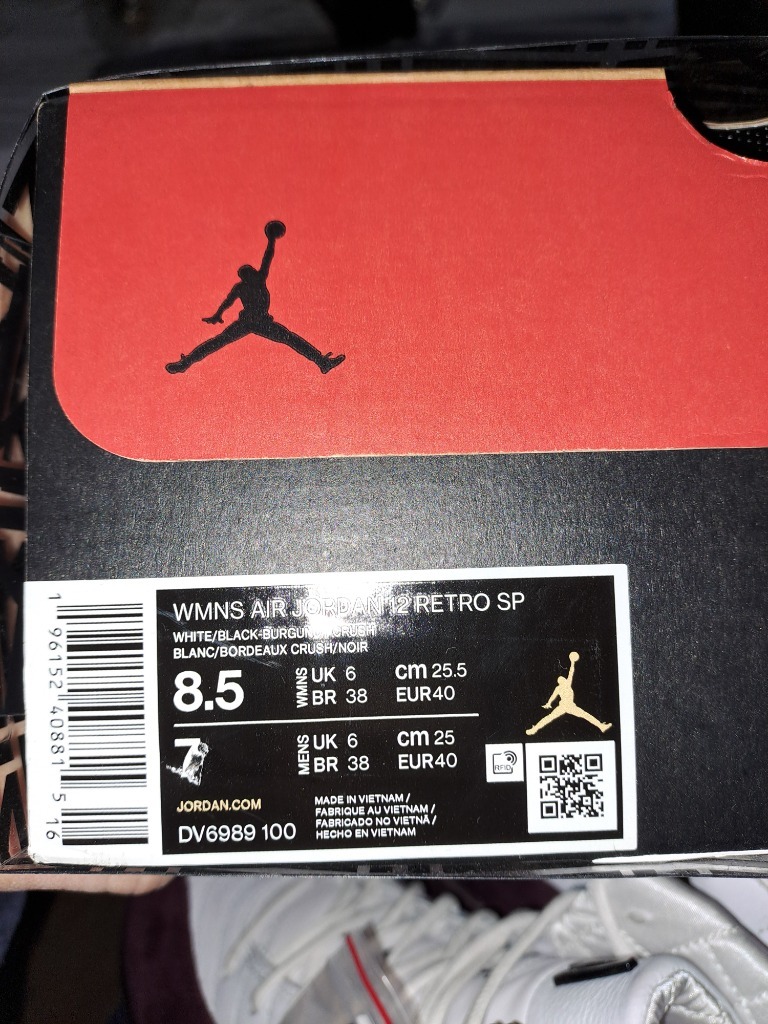 WMNS AIR JORDAN 12 RETRO SP
WHITE/BLACK-BURGUNDY CRUSH
BLANC/BORDEAUX CRUSH/NOIR
8.5 WMNS UK 6 cm 25.5
BR 38 EUR40
7 MENS UK 6 cm 25
BR 38 EUR40
RFID
JORDAN.COM
DV6989 100
MADE IN VIETNAM /
FABRIQUE AU VIETNAM /
FABRICADO NO VIETNÃ /
HECHO EN VIETNAM
1 96152 40881 5 16